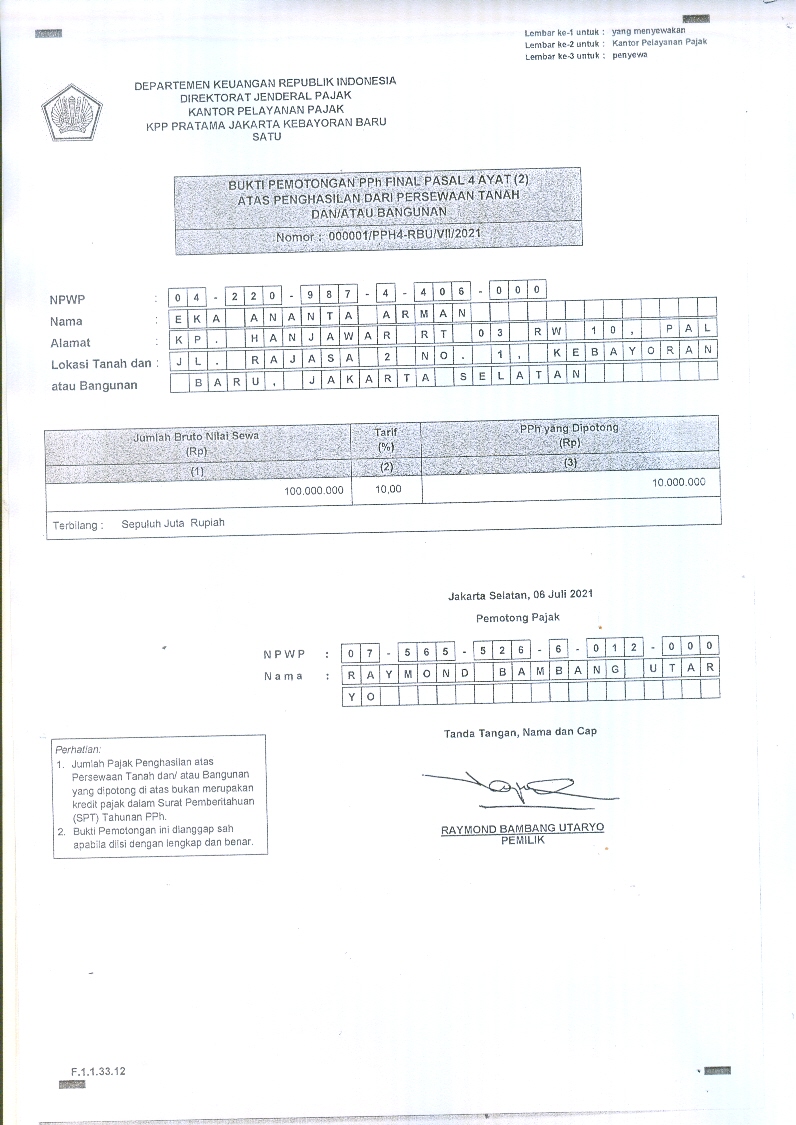 Lembar ke-1 untuk : yang menyewakan
Lembar ke-2 untuk : Kantor Pelayanan Pajak
Lembar ke-3 untuk : penyewa
DEPARTEMEN KEUANGAN REPUBLIK INDONESIA
DIREKTORAT JENDERAL PAJAK
KANTOR PELAYANAN PAJAK
KPP PRATAMA JAKARTA KEBAYORAN BARU
SATU
BUKTI PEMOTONGAN PPh FINAL PASAL 4 AYAT (2)
ATAS PENGHASILAN DARI PERSEWAAN TANAH
DAN/ATAU BANGUNAN
Nomor : 000001/PPH4-RBU/VII/2021
NPWP : 04-220-987-4-406-000
Nama : EKA ANANTA ARMAN
Alamat : KP. HANJAWAR RT 03 RW 10, PAL
Lokasi Tanah dan : JL. RAJASA 2 NO. 1, KEBAYORAN
atau Bangunan BARU, JAKARTA SELATAN
Jumlah Bruto Nilai Sewa (Rp) Tarif (%) PPh yang Dipotong (Rp)
(1) (2) (3)
100.000.000 10,00 10.000.000
Terbilang : Sepuluh Juta Rupiah
Jakarta Selatan, 06 Juli 2021
Pemotong Pajak
NPWP : 07-565-526-6-012-000
Nama : RAYMOND BAMBANG UTAR
YO
Tanda Tangan, Nama dan Cap
Perhatian:
1. Jumlah Pajak Penghasilan atas
Persewaan Tanah dan/ atau Bangunan
yang dipotong di atas bukan merupakan
kredit pajak dalam Surat Pemberitahuan
(SPT) Tahunan PPh.
2. Bukti Pemotongan ini dianggap sah
apabila diisi dengan lengkap dan benar.
RAYMOND BAMBANG UTARYO
PEMILIK
F.1.1.33.12